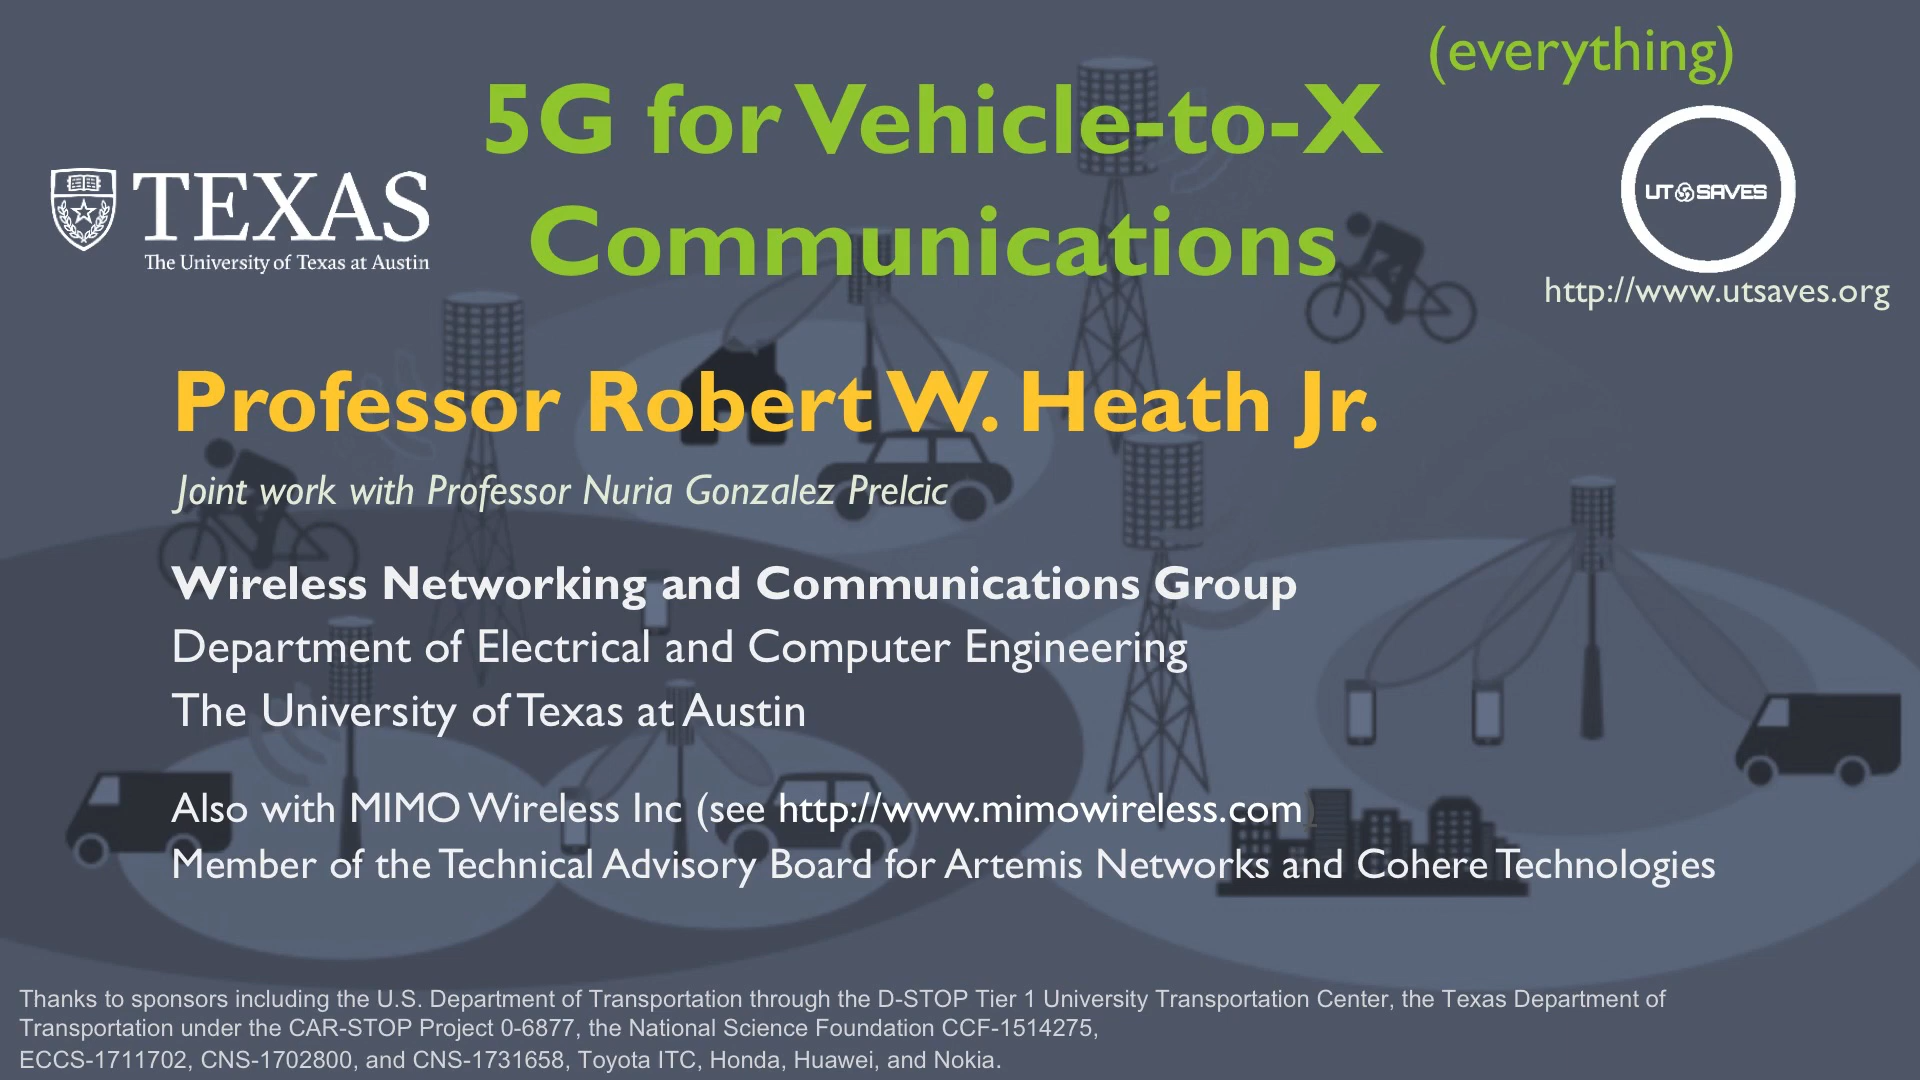 (everything)
5G for Vehicle-to-X
Communications
TEXAS
The University of Texas at Austin
UT SAVES
http://www.utsaves.org
Professor Robert W. Heath Jr.
Joint work with Professor Nuria Gonzalez Prelcic
Wireless Networking and Communications Group
Department of Electrical and Computer Engineering
The University of Texas at Austin
Also with MIMO Wireless Inc (see http://www.mimowireless.com)
Member of the Technical Advisory Board for Artemis Networks and Cohere Technologies
Thanks to sponsors including the U.S. Department of Transportation through the D-STOP Tier 1 University Transportation Center, the Texas Department of
Transportation under the CAR-STOP Project 0-6877, the National Science Foundation CCF-1514275,
ECCS-1711702, CNS-1702800, and CNS-1731658, Toyota ITC, Honda, Huawei, and Nokia.